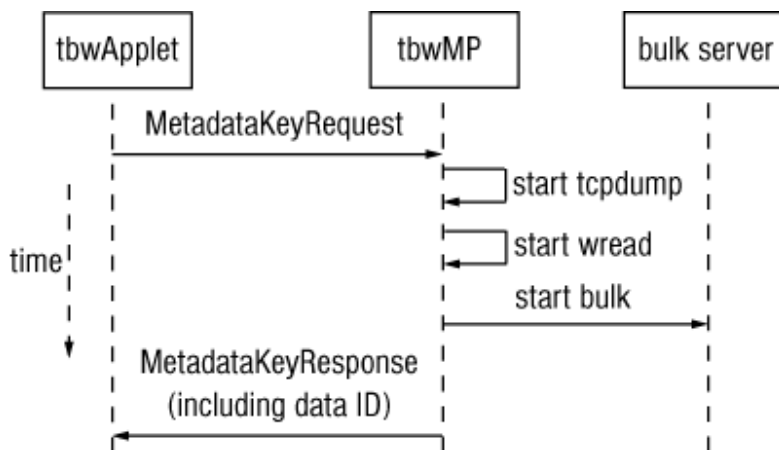 tbwApplet
tbwMP
bulk server
MetadataKeyRequest
start tcpdump
start wread
time
start bulk
MetadataKeyResponse
(including data ID)